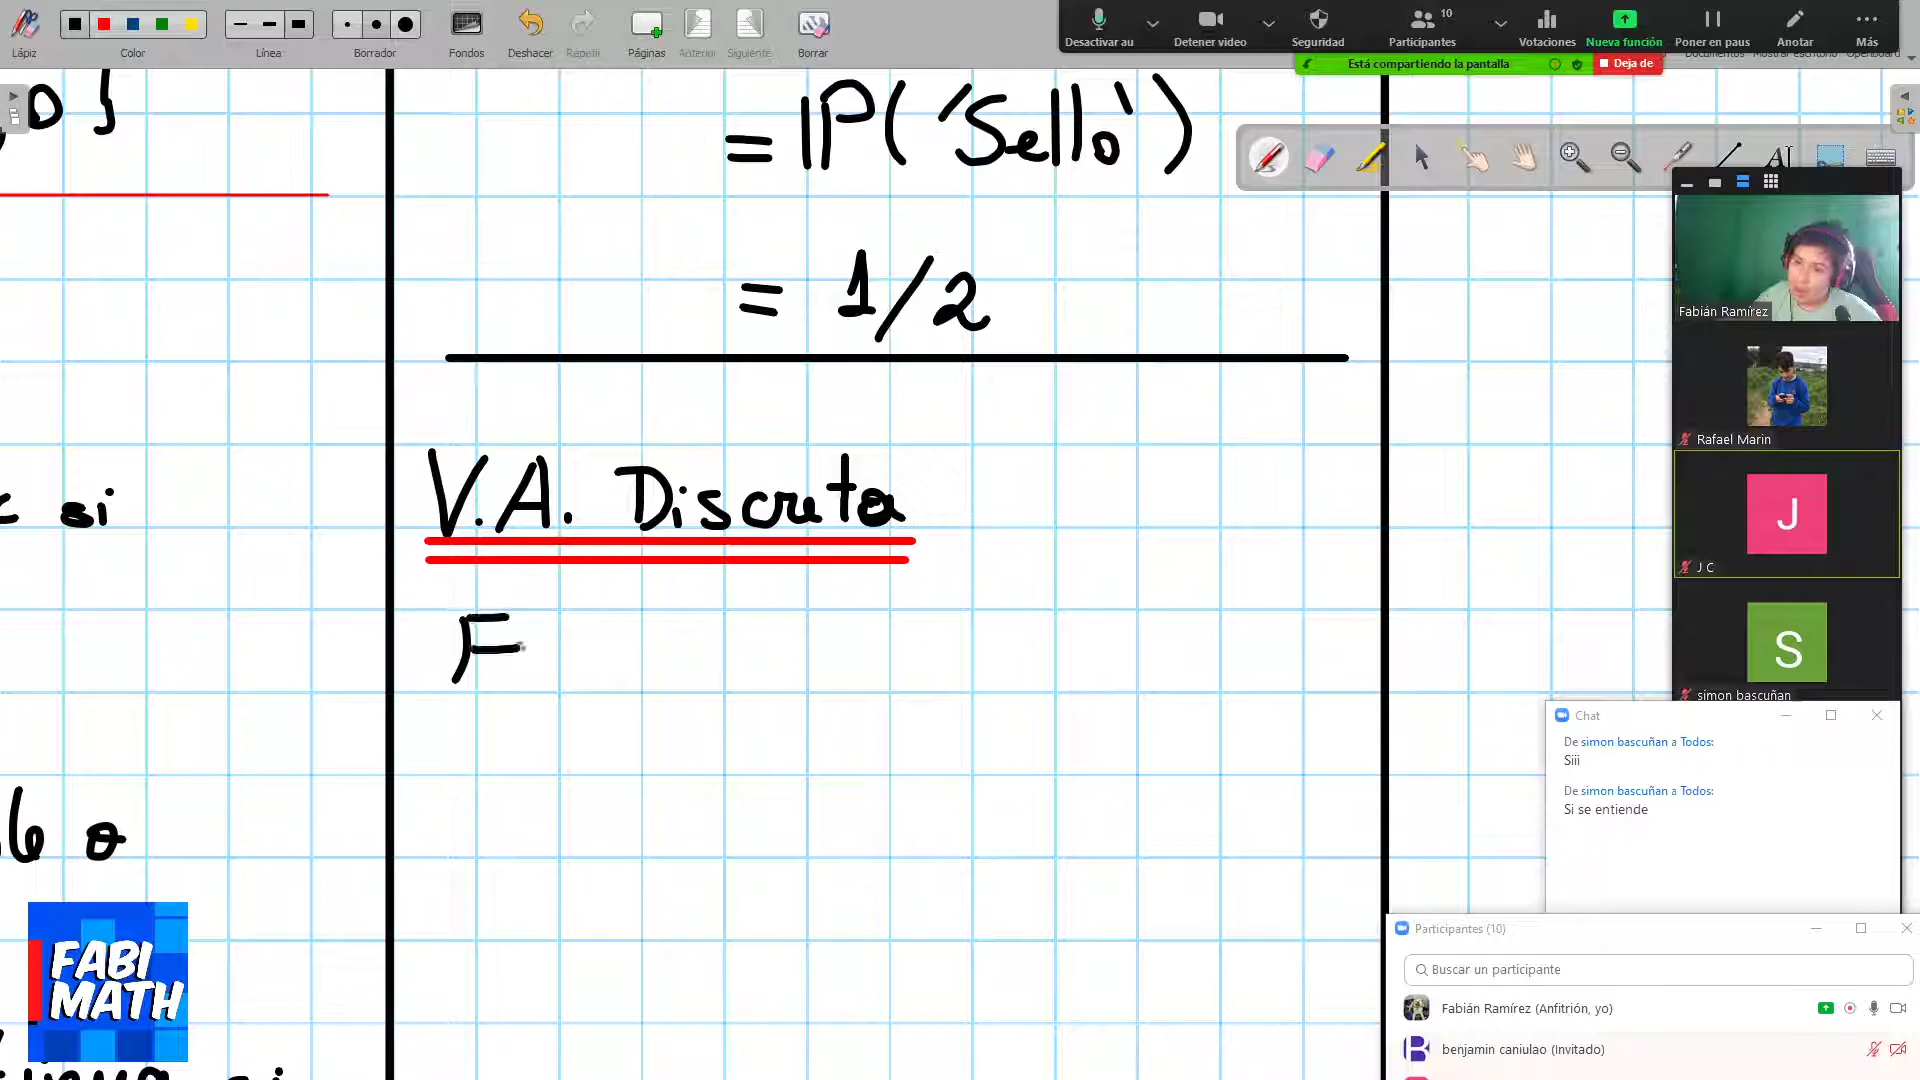 Lápiz
Color
Línea:
Borrador
Fondos
Deshacer
Repetir
Páginas
Anterior
Siguiente
Borrar
Desactivar au
Detener video
Seguridad
Participantes
10
Votaciones
Nueva función
Poner en paus
Anotar
Más
Está compartiendo la pantalla
Deja de
= IP('Sello')
= 1/2
V.A. Discreta
F
si
o
si
FABI
MATH
Fabián Ramírez
Rafael Marin
J
J C
S
simon bascuñan
Chat
De simon bascuñan a Todos:
Siii
De simon bascuñan a Todos:
Si se entiende
Participantes (10)
Buscar un participante
Fabián Ramírez (Anfitrión, yo)
benjamin caniulao (Invitado)